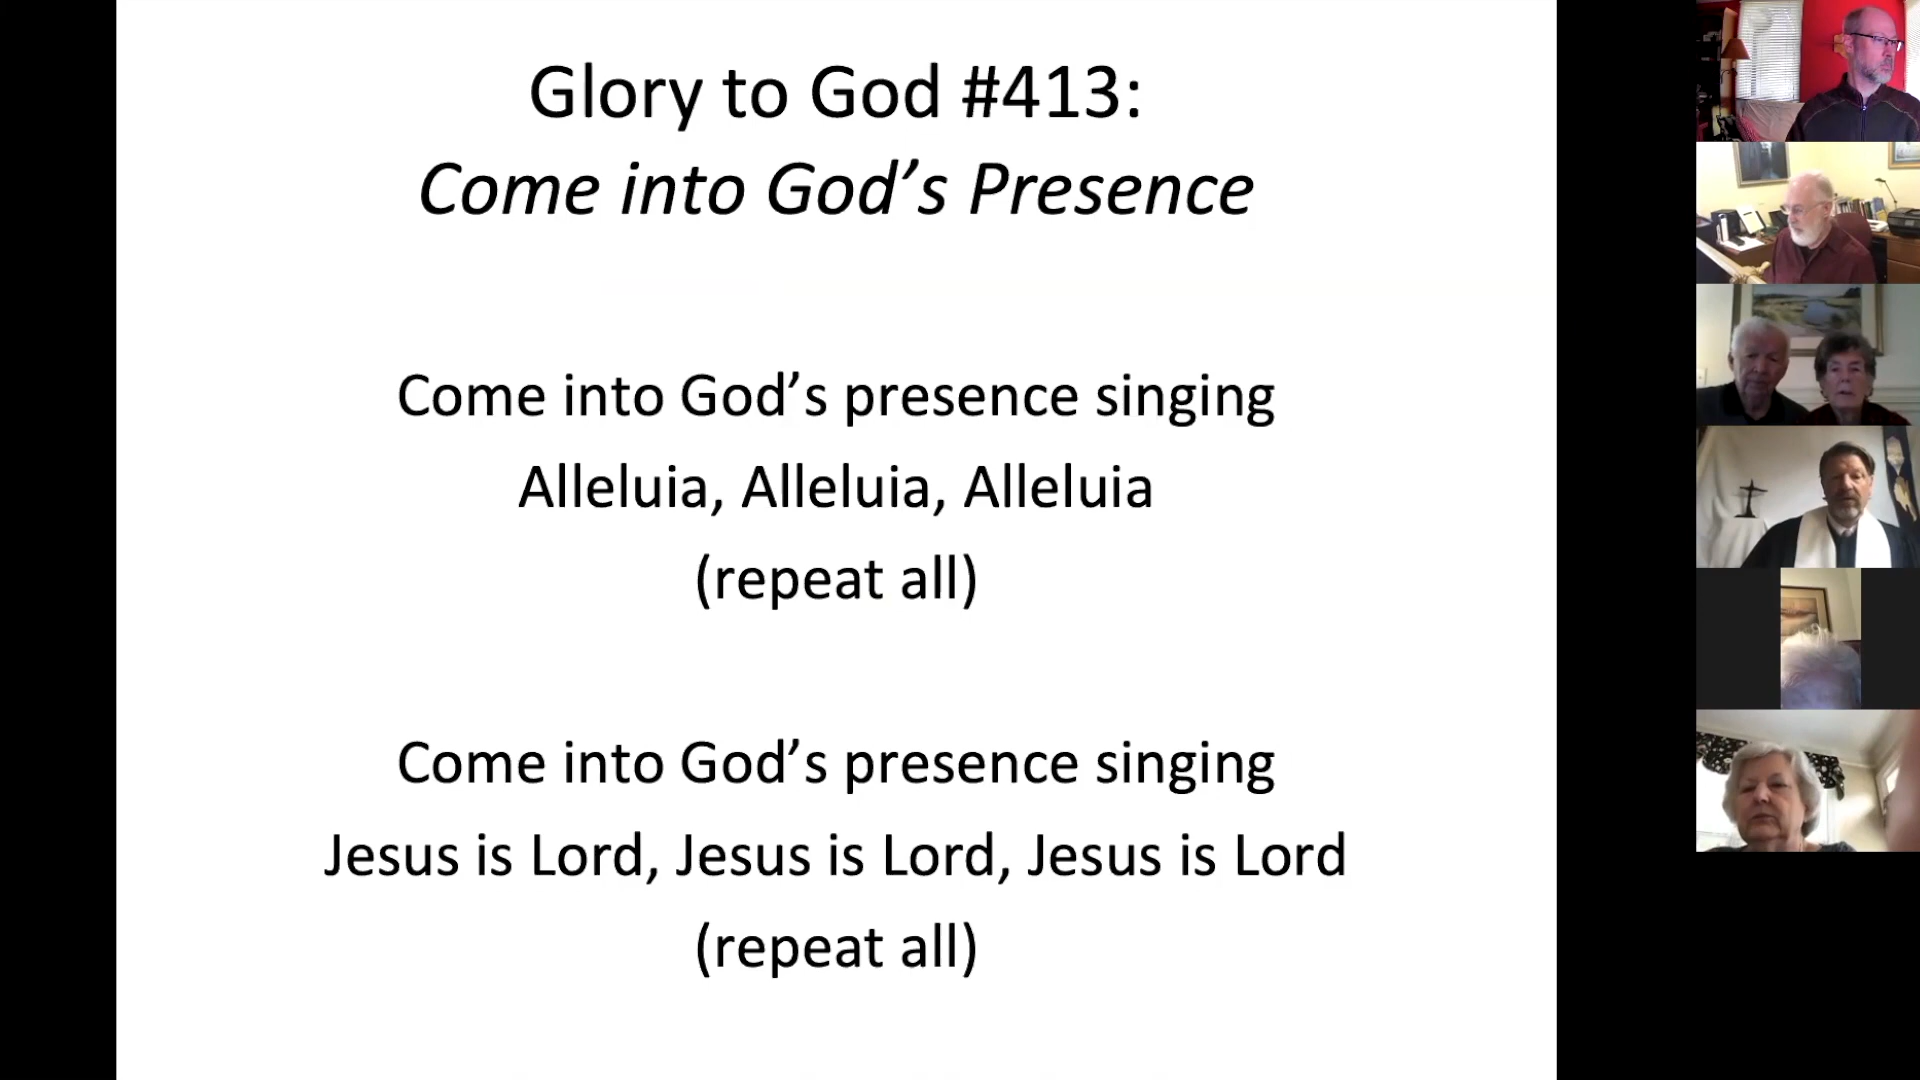 Glory to God #413:
Come into God’s Presence
Come into God’s presence singing
Alleluia, Alleluia, Alleluia
(repeat all)
Come into God’s presence singing
Jesus is Lord, Jesus is Lord, Jesus is Lord
(repeat all)